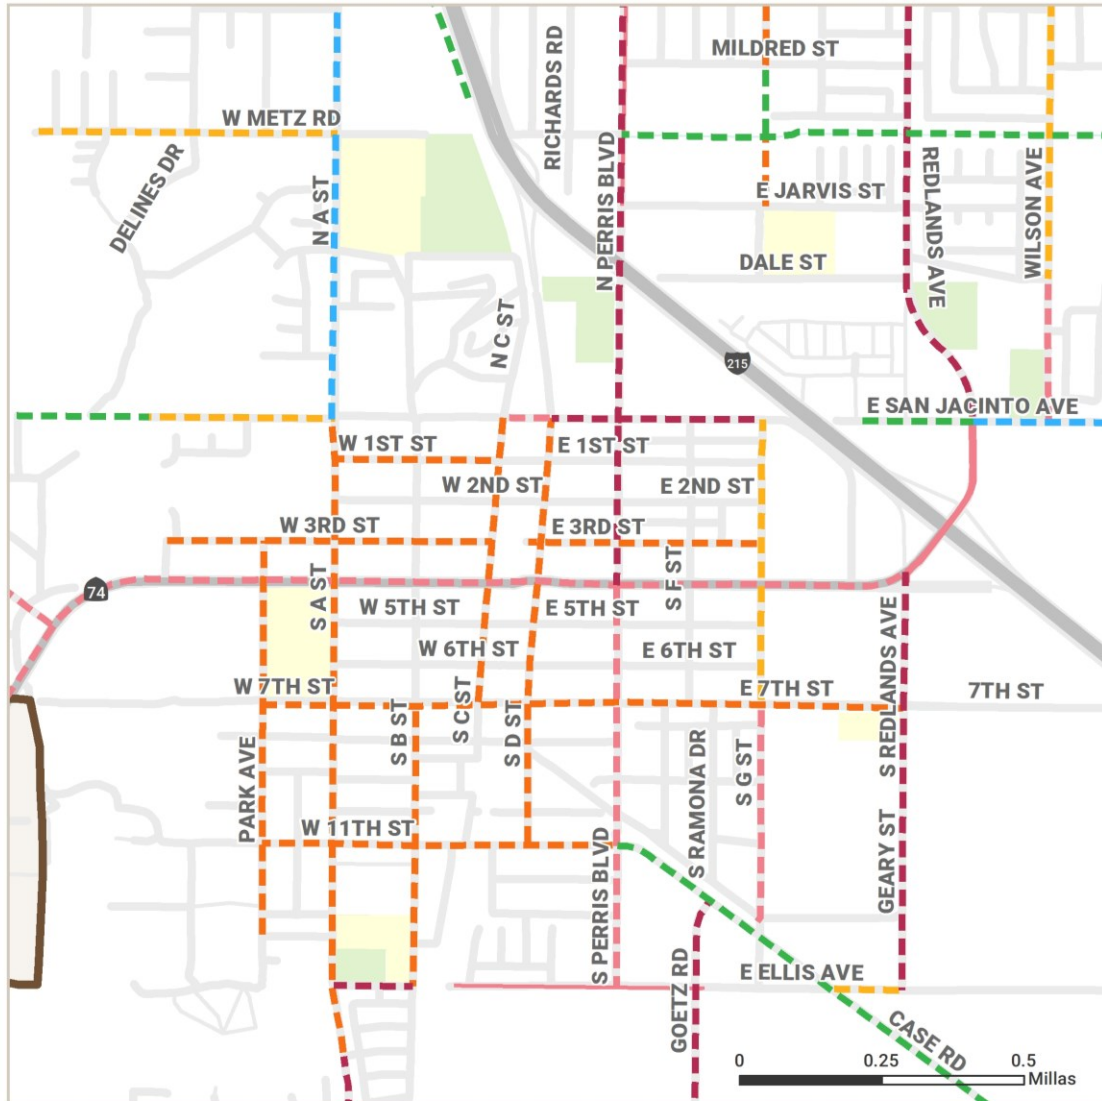 MILDRED ST
RICHARDS RD
W METZ RD
N PERRIS BLVD
DELINES DR
N A ST
E JARVIS ST
REDLANDS AVE
WILSON AVE
DALE ST
N C ST
215
E SAN JACINTO AVE
W 1ST ST
E 1ST ST
W 2ND ST
E 2ND ST
W 3RD ST
E 3RD ST
74
S A ST
W 5TH ST
E 5TH ST
S F ST
W 6TH ST
E 6TH ST
S REDLANDS AVE
W 7TH ST
E 7TH ST
7TH ST
S B ST
S C ST
S D ST
PARK AVE
S RAMONA DR
S G ST
W 11TH ST
S PERRIS BLVD
GEARY ST
E ELLIS AVE
GOETZ RD
CASE RD
0 0.25 0.5
Millas